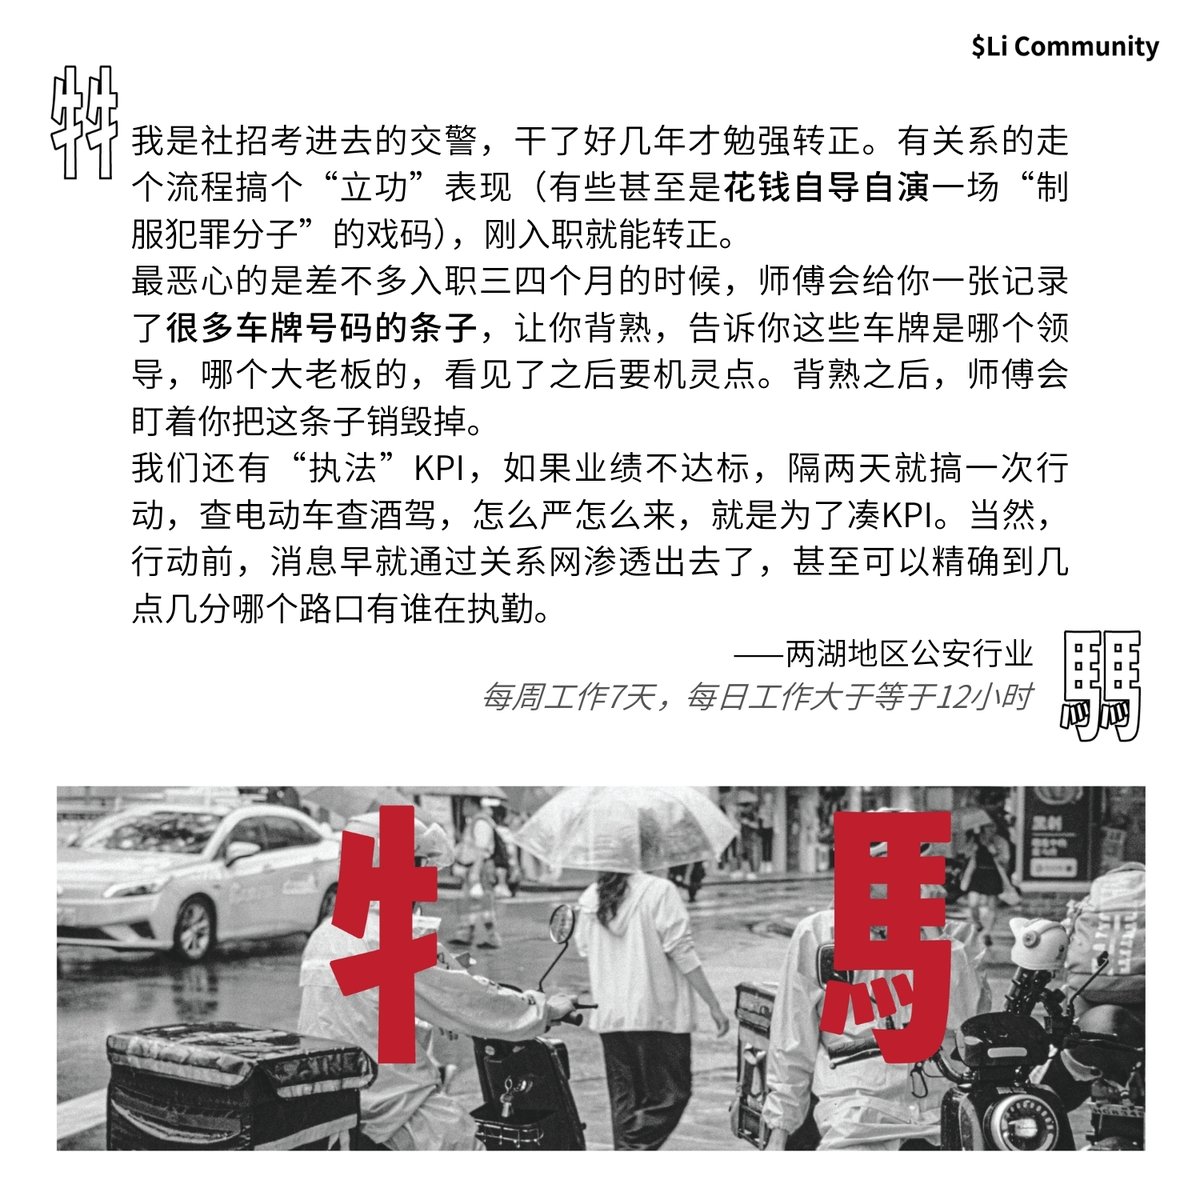 $Li Community
牜牜
我是社招考进去的交警，干了好几年才勉强转正。有关系的走
个流程搞个“立功”表现（有些甚至是花钱自导自演一场“制
服犯罪分子”的戏码），刚入职就能转正。
最恶心的是差不多入职三四个月的时候，师傅会给你一张记录
了很多车牌号码的条子，让你背熟，告诉你这些车牌是哪个领
导，哪个大老板的，看见了之后要机灵点。背熟之后，师傅会
盯着你把这条子销毁掉。
我们还有“执法”KPI，如果业绩不达标，隔两天就搞一次行
动，查电动车查酒驾，怎么严怎么来，就是为了凑KPI。当然，
行动前，消息早就通过关系网渗透出去了，甚至可以精确到几
点几分哪个路口有谁在执勤。
——两湖地区公安行业
每周工作7天，每日工作大于等于12小时
馬馬
牜 馬